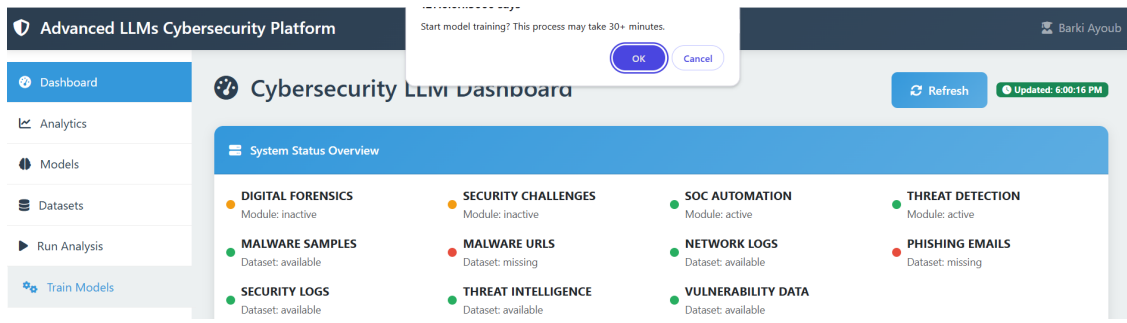 Advanced LLMs Cybersecurity Platform
Start model training? This process may take 30+ minutes.
OK
Cancel
Barki Ayoub
Dashboard
Analytics
Models
Datasets
Run Analysis
Train Models
Cybersecurity LLM Dashboard
Refresh
Updated: 6:00:16 PM
System Status Overview
DIGITAL FORENSICS
Module: inactive
SECURITY CHALLENGES
Module: inactive
SOC AUTOMATION
Module: active
THREAT DETECTION
Module: active
MALWARE SAMPLES
Dataset: available
MALWARE URLS
Dataset: missing
NETWORK LOGS
Dataset: available
PHISHING EMAILS
Dataset: missing
SECURITY LOGS
Dataset: available
THREAT INTELLIGENCE
Dataset: available
VULNERABILITY DATA
Dataset: available